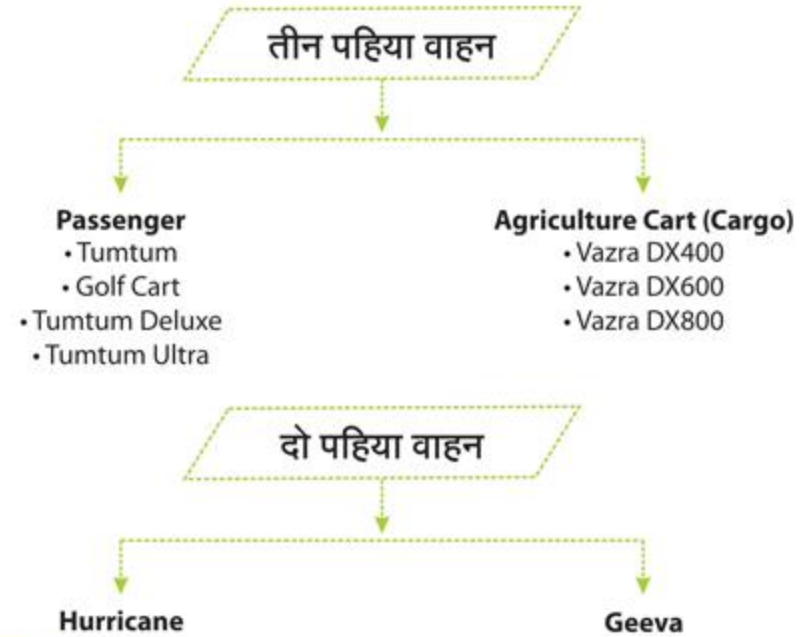 तीन पहिया वाहन
Passenger
• Tumtum
• Golf Cart
• Tumtum Deluxe
• Tumtum Ultra
Agriculture Cart (Cargo)
• Vazra DX400
• Vazra DX600
• Vazra DX800
दो पहिया वाहन
Hurricane
Geeva